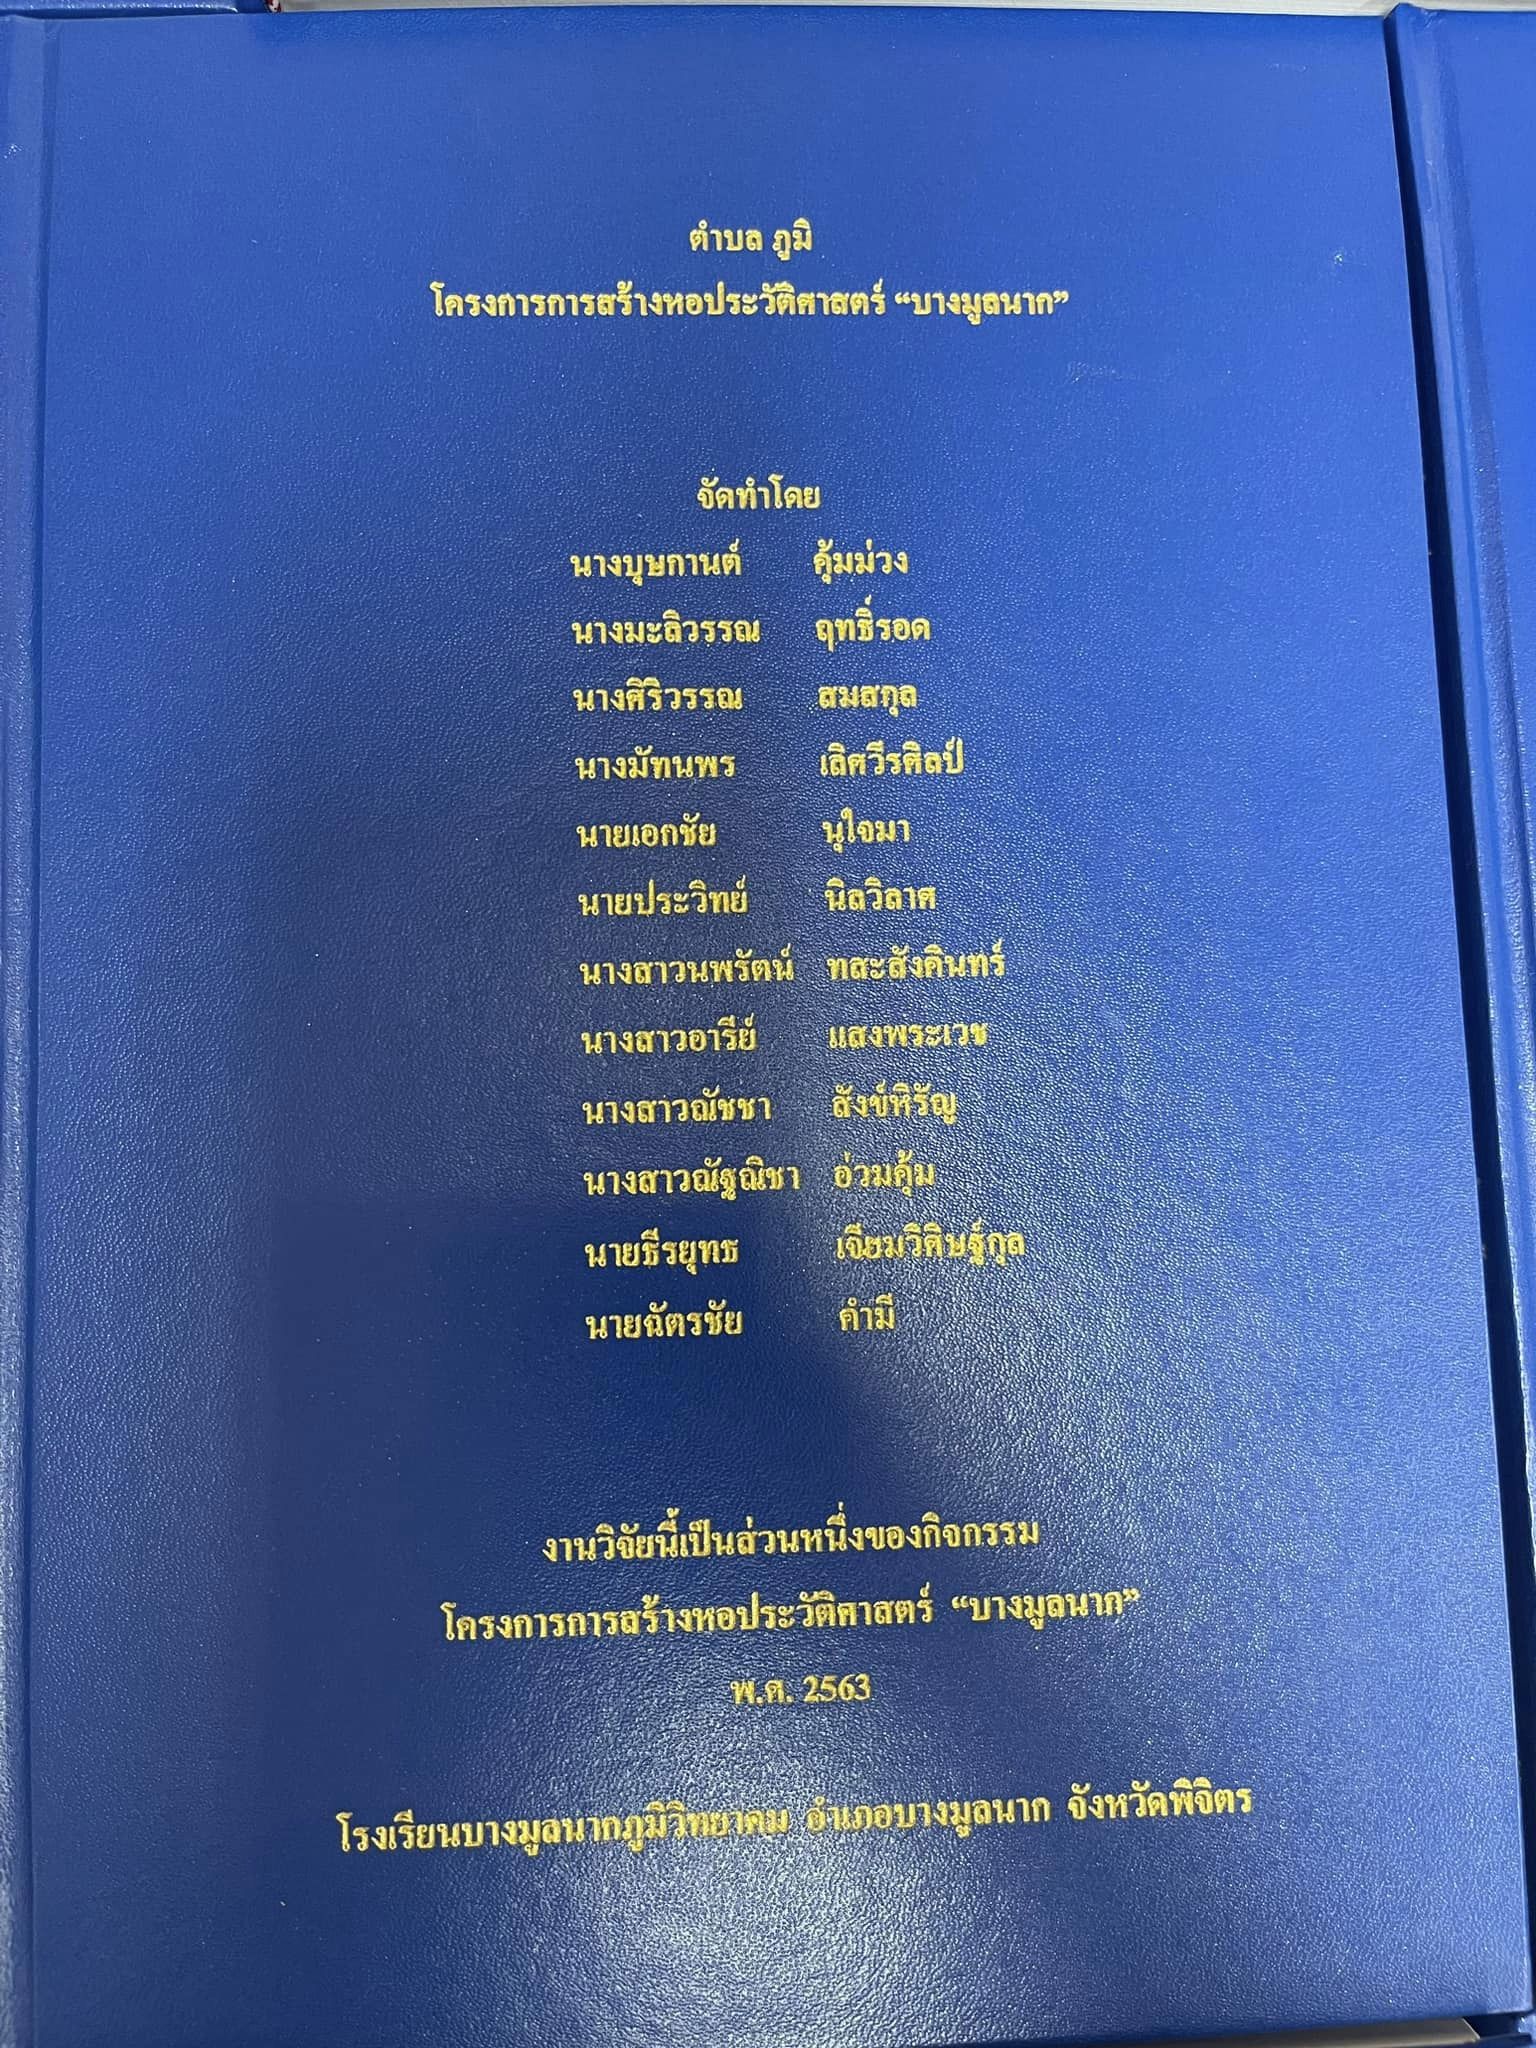 ตำบล ภูมิ
โครงการการสร้างหอประวัติศาสตร์ “บางมูลนาก”
จัดทำโดย
นางบุษกานต์ คุ้มม่วง
นางมะลิวรรณ ฤทธิ์รอด
นางศิริวรรณ สมสกุล
นางมัทนพร เลิศวีรศิลป์
นายเอกชัย นุใจมา
นายประวิทย์ นิลวิลาศ
นางสาวนพรัตน์ ทสะสังคินทร์
นางสาวอารีย์ แสงพระเวช
นางสาวณัชชา สังข์หิรัญ
นางสาวณัฐณิชา อ่วมคุ้ม
นายธีรยุทธ เจียมวิศิษฐ์กุล
นายฉัตรชัย คำมี
งานวิจัยนี้เป็นส่วนหนึ่งของกิจกรรม
โครงการการสร้างหอประวัติศาสตร์ “บางมูลนาก”
พ.ศ. 2563
โรงเรียนบางมูลนากภูมิวิทยาคม อำเภอบางมูลนาก จังหวัดพิจิตร